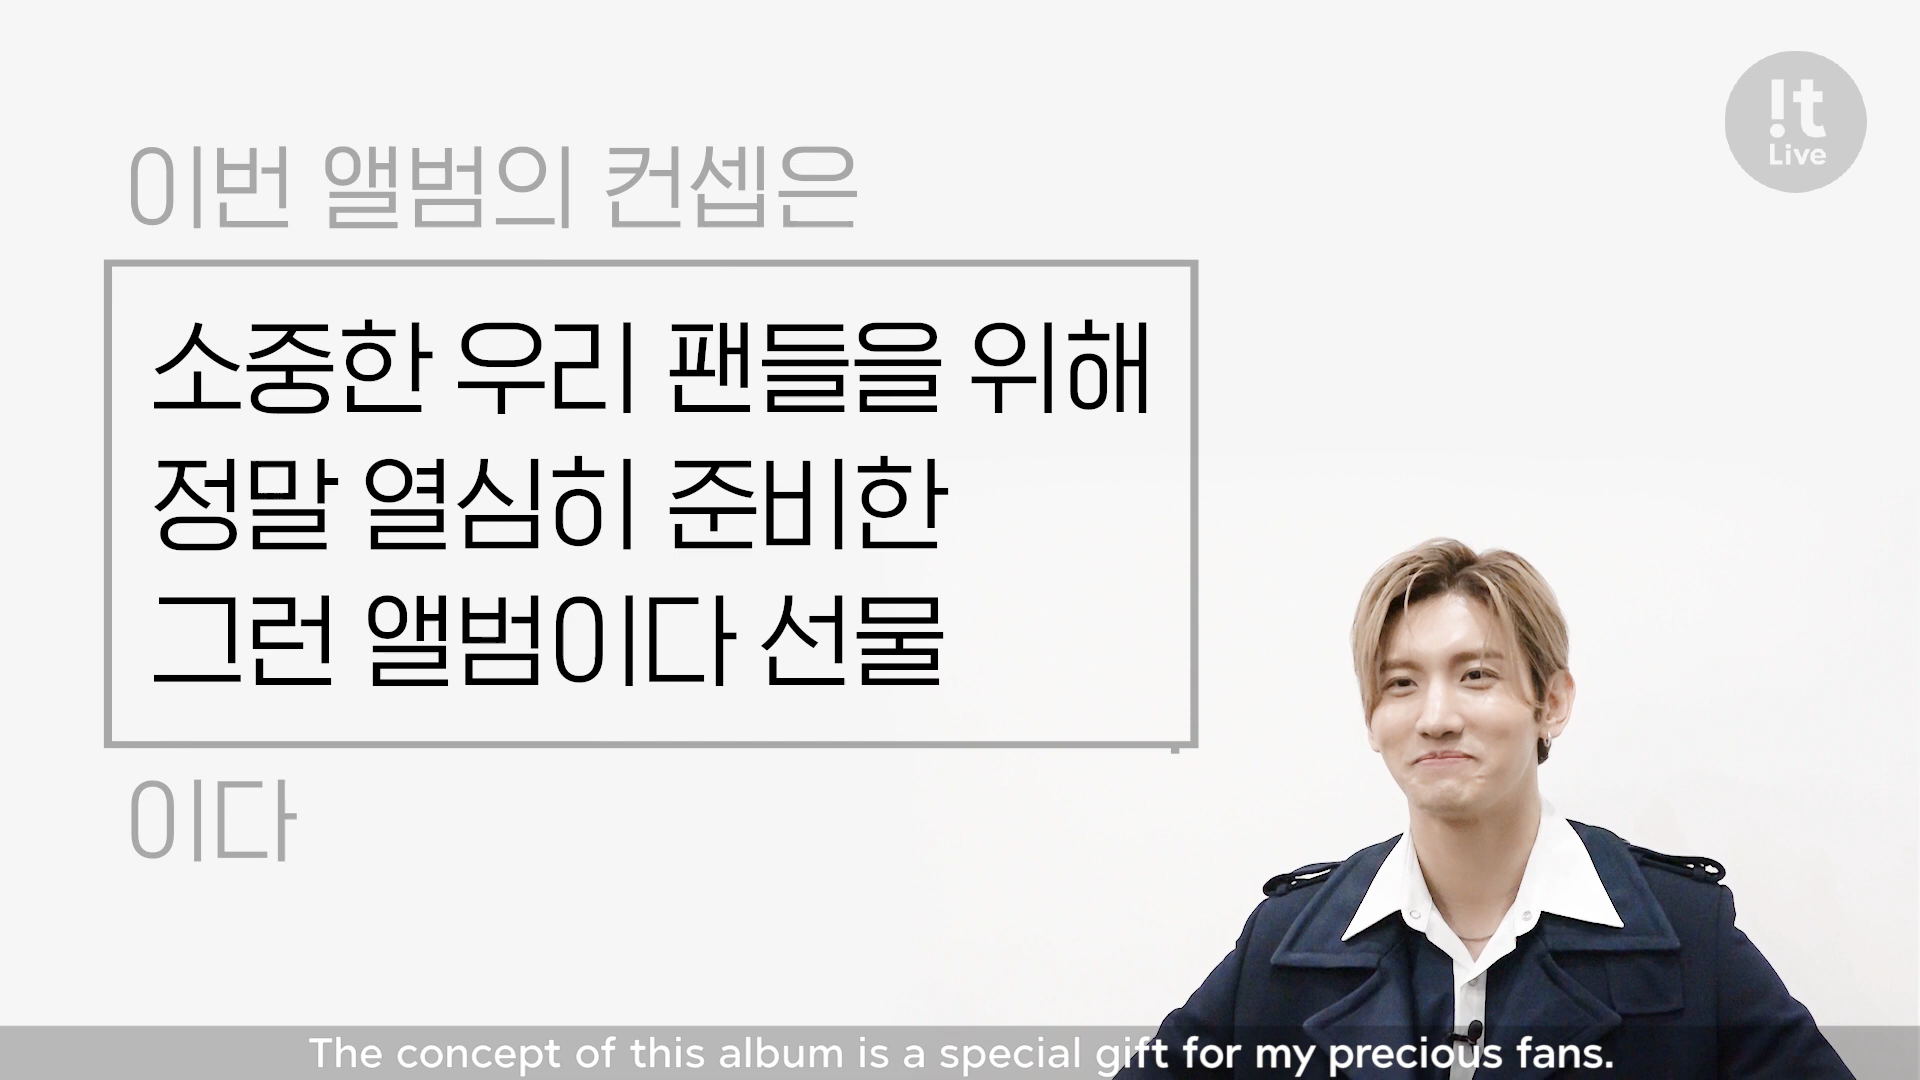 !t
Live
이번 앨범의 컨셉은
소중한 우리 팬들을 위해
정말 열심히 준비한
그런 앨범이다 선물
이다
The concept of this album is a special gift for my precious fans.